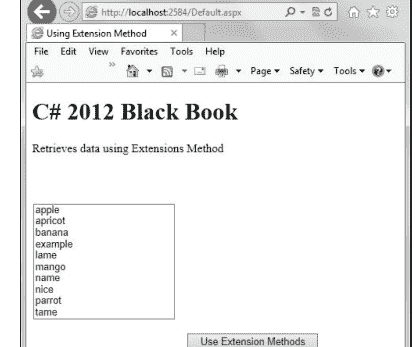 http://localhost:2584/Default.aspx
Using Extension Method
File Edit View Favorites Tools Help
Page Safety Tools
C# 2012 Black Book
Retrieves data using Extensions Method
apple
apricot
banana
example
lame
mango
name
nice
parrot
tame
Use Extension Methods